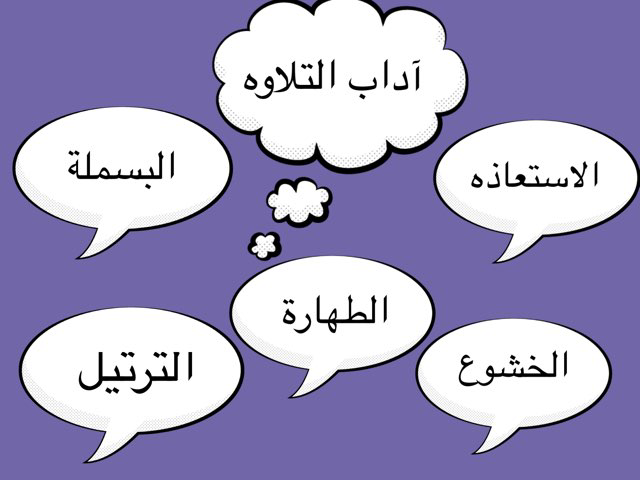 آداب التلاوه
الاستعاذه
البسملة
الطهارة
الخشوع
الترتيل